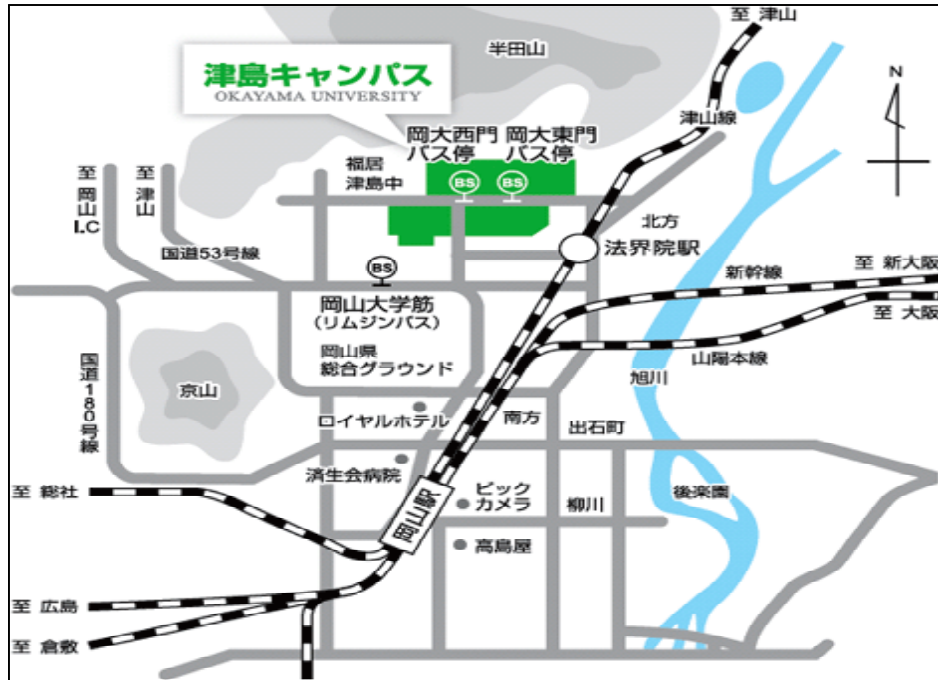 至 津山
半田山
N
津島キャンパス
OKAYAMA UNIVERSITY
津山線
岡大西門
バス停
岡大東門
バス停
福居
津島中
BS
BS
至 岡山 I.C
至 津山
北方
法界院駅
国道53号線
BS
新幹線
至 新大阪
至 大阪
岡山大学筋
(リムジンバス)
岡山県
総合グラウンド
山陽本線
国道180号線
京山
旭川
ロイヤルホテル
南方
出石町
済生会病院
至 総社
岡山駅
ビック
カメラ
柳川
後楽園
高島屋
至 広島
至 倉敷